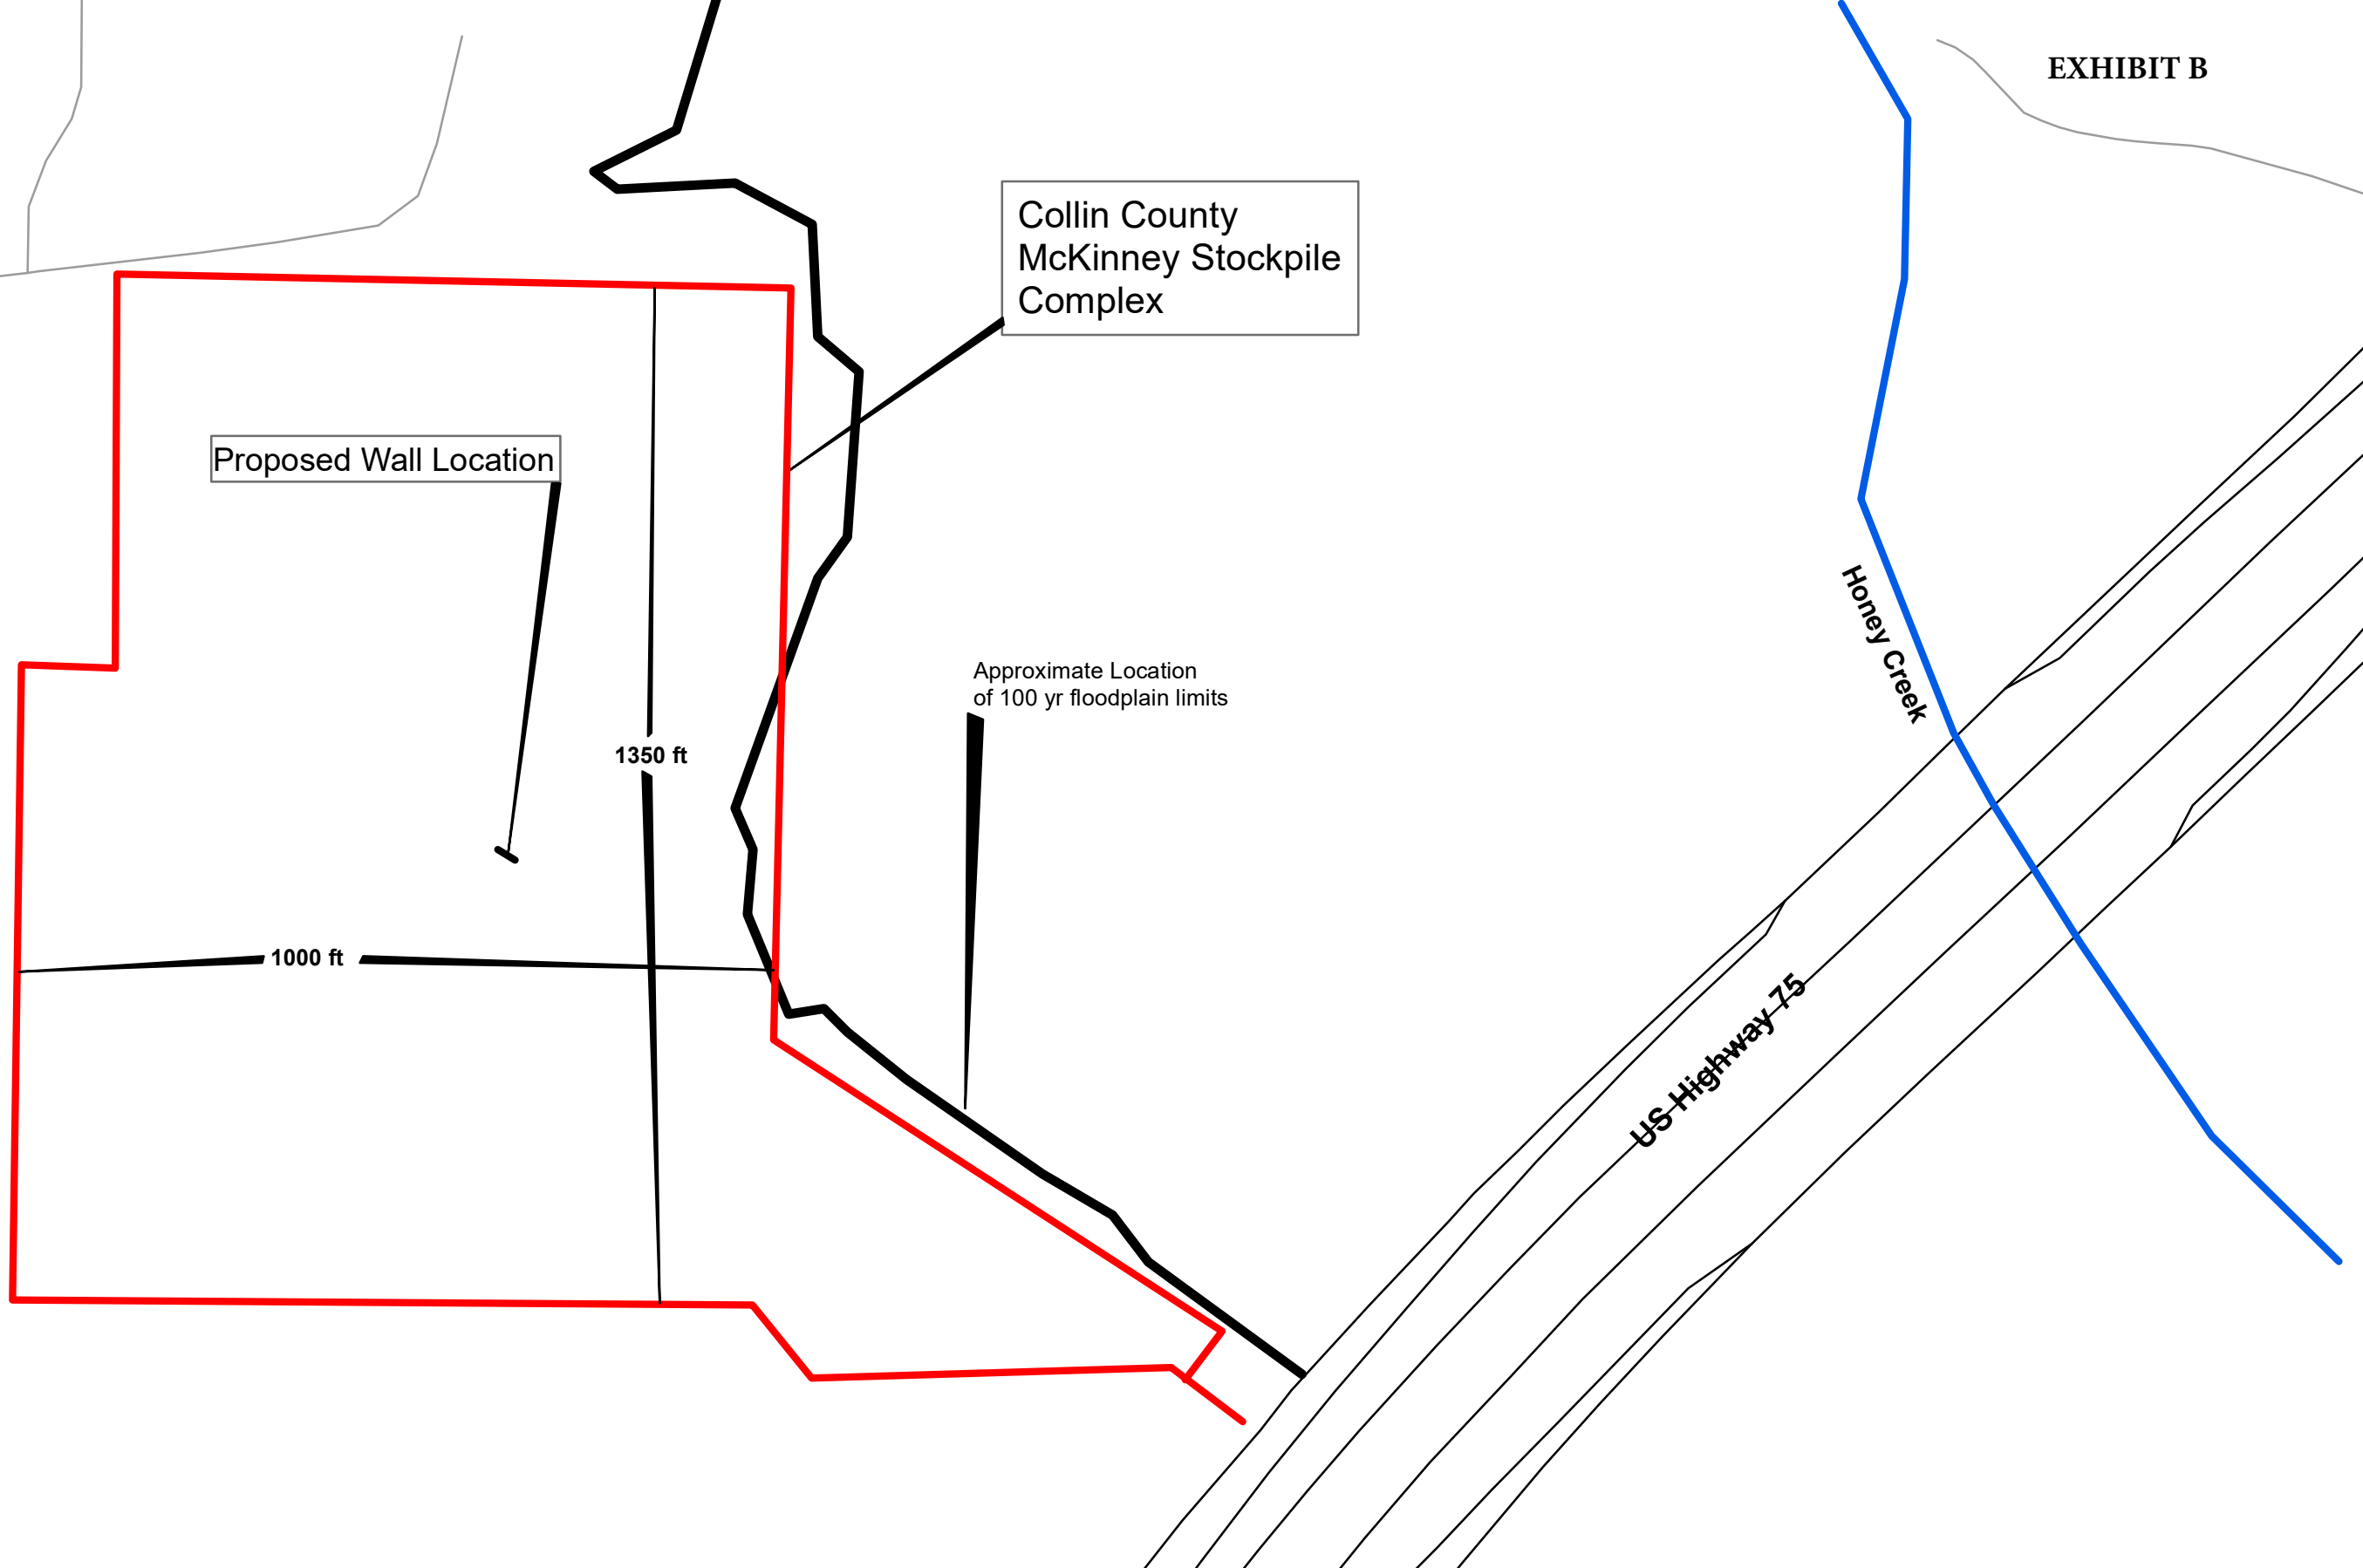 EXHIBIT B
Collin County
McKinney Stockpile
Complex
Proposed Wall Location
Honey Creek
Approximate Location
of 100 yr floodplain limits
1350 ft
1000 ft
US Highway 75